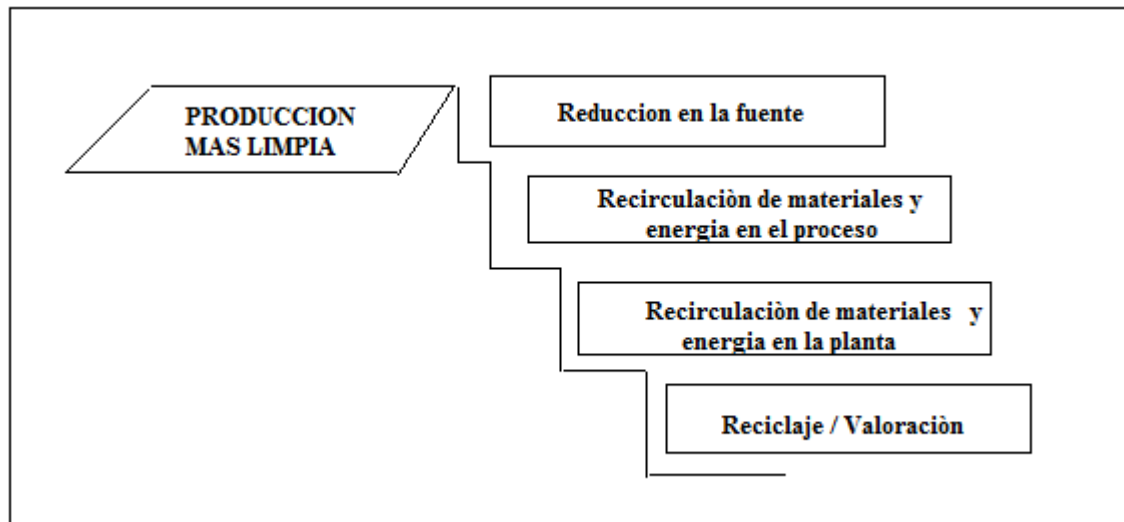 PRODUCCION
MAS LIMPIA
Reduccion en la fuente
Recirculaciòn de materiales y
energia en el proceso
Recirculaciòn de materiales y
energia en la planta
Reciclaje / Valoraciòn